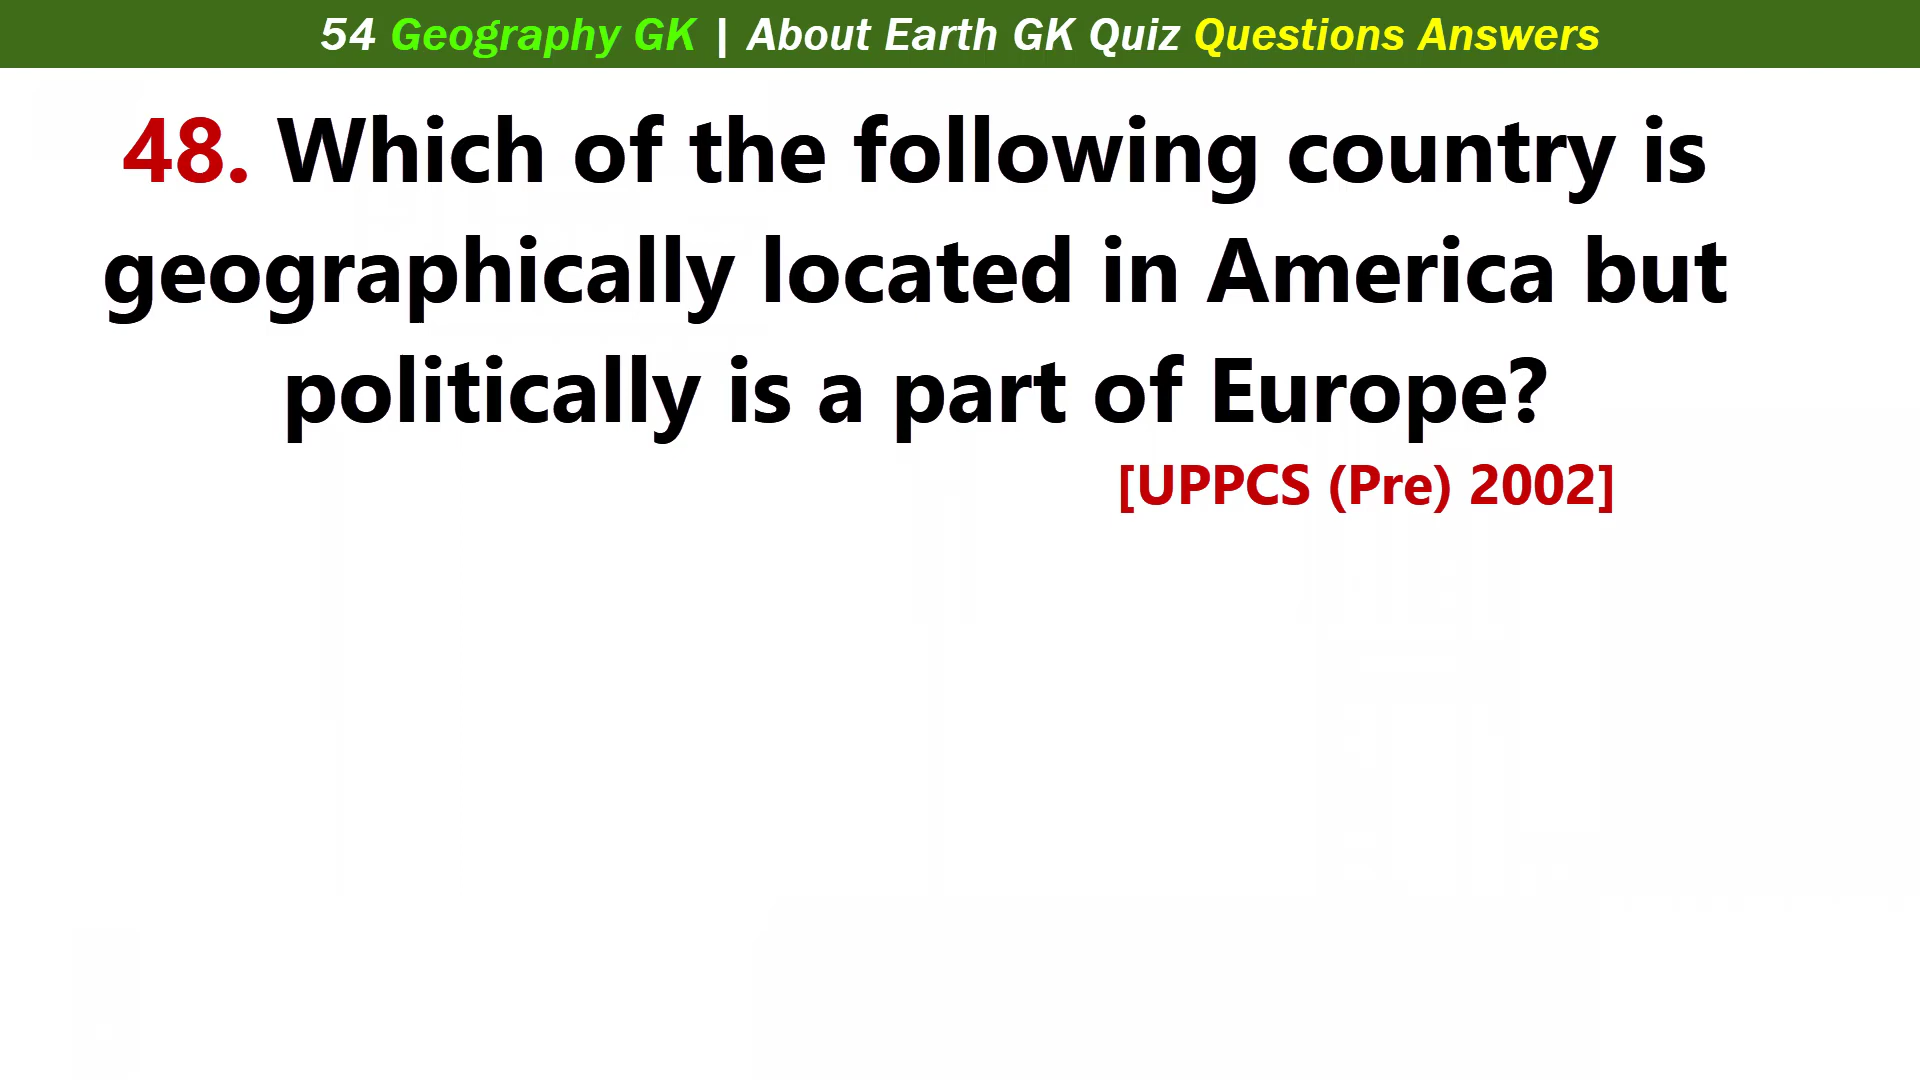 54 Geography GK | About Earth GK Quiz Questions Answers
48. Which of the following country is
geographically located in America but
politically is a part of Europe?
[UPPCS (Pre) 2002]